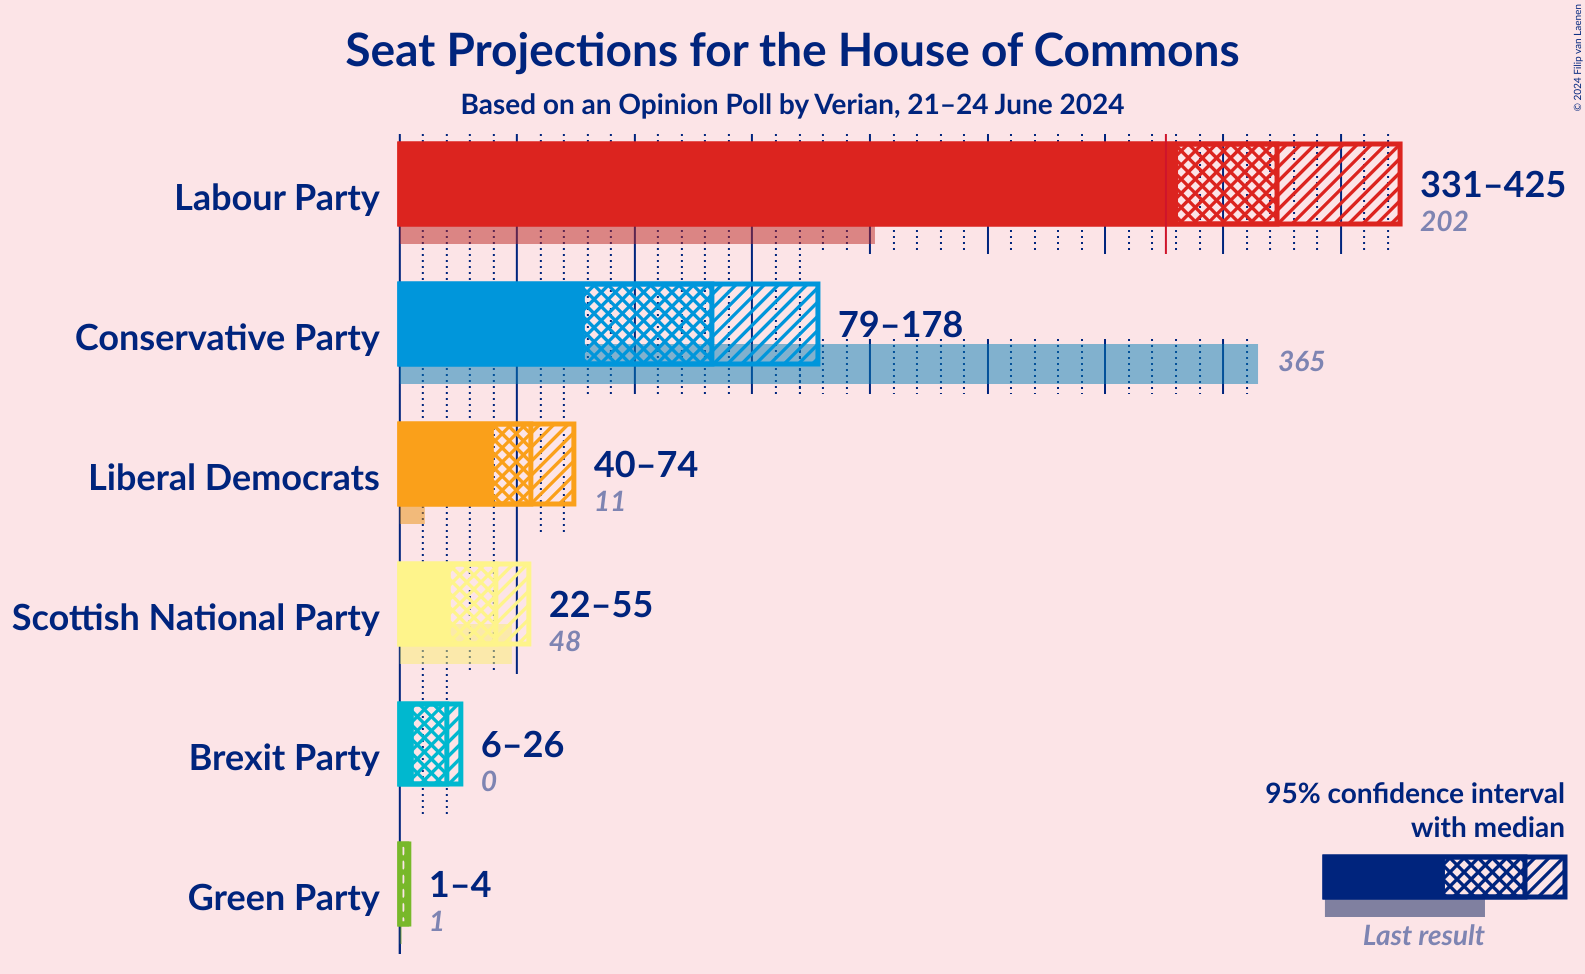 Seat Projections for the House of Commons
Based on an Opinion Poll by Verian, 21–24 June 2024
© 2024 Filip van Laenen
Labour Party
331–425
202
Conservative Party
79–178
365
Liberal Democrats
40–74
11
Scottish National Party
22–55
48
Brexit Party
6–26
0
Green Party
1–4
1
95% confidence interval
with median
Last result